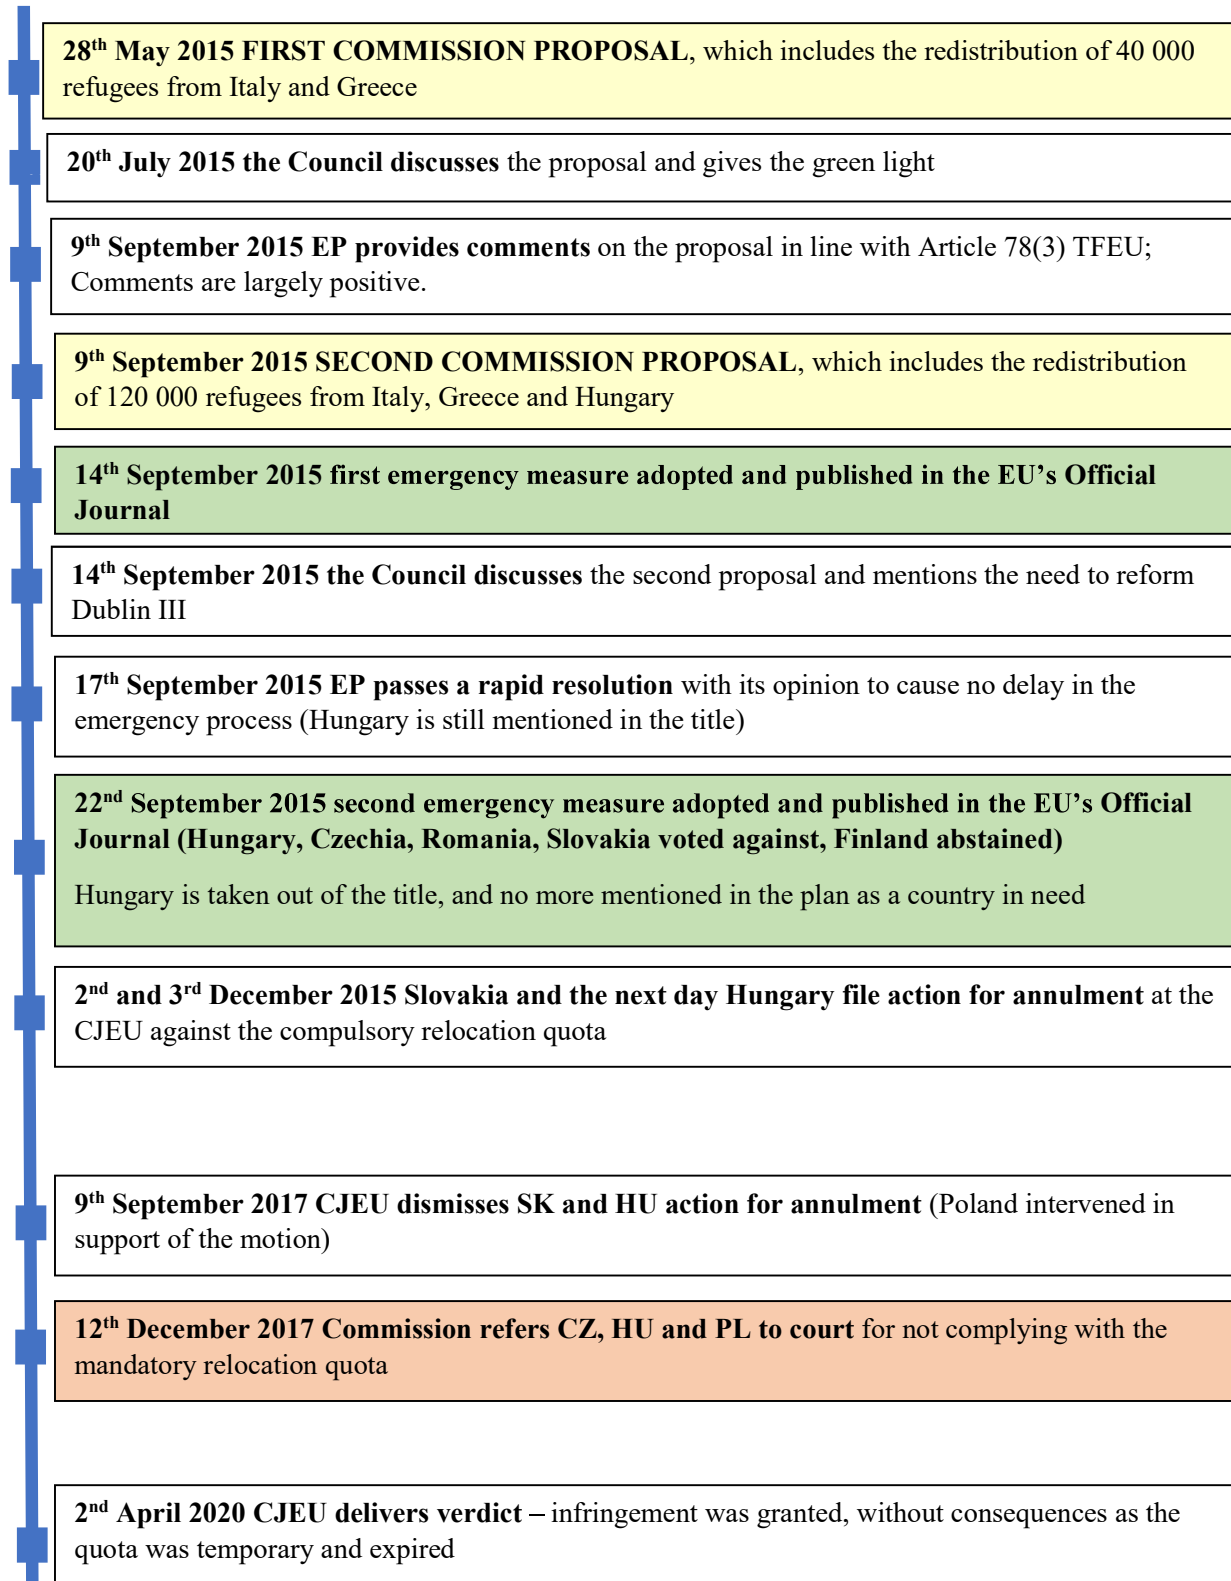 28th May 2015 FIRST COMMISSION PROPOSAL, which includes the redistribution of 40 000
refugees from Italy and Greece
20th July 2015 the Council discusses the proposal and gives the green light
9th September 2015 EP provides comments on the proposal in line with Article 78(3) TFEU;
Comments are largely positive.
9th September 2015 SECOND COMMISSION PROPOSAL, which includes the redistribution
of 120 000 refugees from Italy, Greece and Hungary
14th September 2015 first emergency measure adopted and published in the EU’s Official
Journal
14th September 2015 the Council discusses the second proposal and mentions the need to reform
Dublin III
17th September 2015 EP passes a rapid resolution with its opinion to cause no delay in the
emergency process (Hungary is still mentioned in the title)
22nd September 2015 second emergency measure adopted and published in the EU’s Official
Journal (Hungary, Czechia, Romania, Slovakia voted against, Finland abstained)
Hungary is taken out of the title, and no more mentioned in the plan as a country in need
2nd and 3rd December 2015 Slovakia and the next day Hungary file action for annulment at the
CJEU against the compulsory relocation quota
9th September 2017 CJEU dismisses SK and HU action for annulment (Poland intervened in
support of the motion)
12th December 2017 Commission refers CZ, HU and PL to court for not complying with the
mandatory relocation quota
2nd April 2020 CJEU delivers verdict – infringement was granted, without consequences as the
quota was temporary and expired